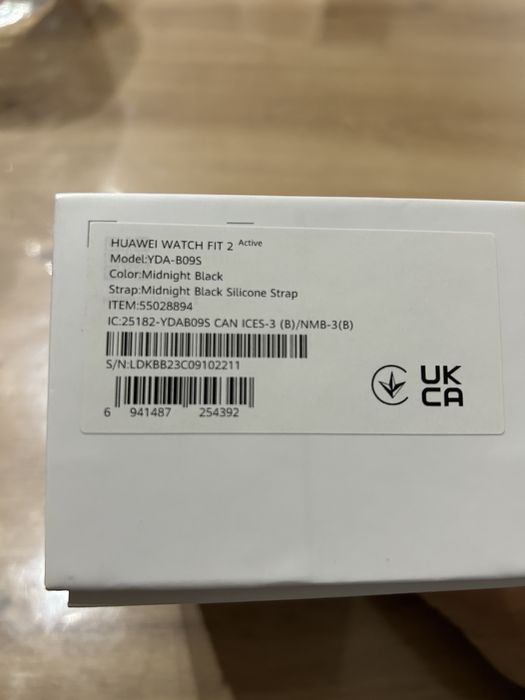 HUAWEI WATCH FIT 2 Active
Model:YDA-B09S
Color:Midnight Black
Strap:Midnight Black Silicone Strap
ITEM:55028894
IC:25182-YDAB09S CAN ICES-3 (B)/NMB-3(B)
S/N:LDKBB23C09102211
6 941487 254392
UK
CA